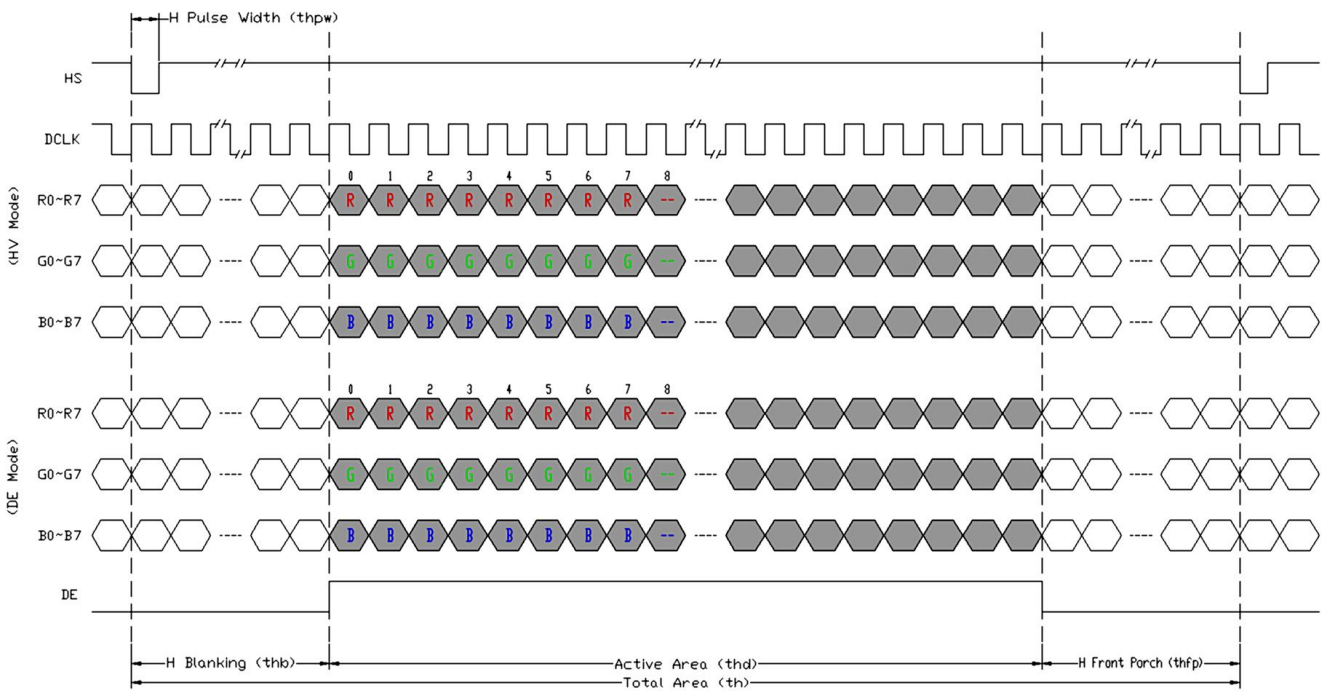 H Pulse Width (thpw)
HS
DCLK
(HV Mode)
0 1 2 3 4 5 6 7 8
R0~R7 R R R R R R R R -- ----
G0~G7 G G G G G G G G -- ----
B0~B7 B B B B B B B B -- ----
(DE Mode)
0 1 2 3 4 5 6 7 8
R0~R7 R R R R R R R R -- ----
G0~G7 G G G G G G G G -- ----
B0~B7 B B B B B B B B -- ----
DE
H Blanking (thb) Active Area (thd) H Front Porch (thfp)
Total Area (th)